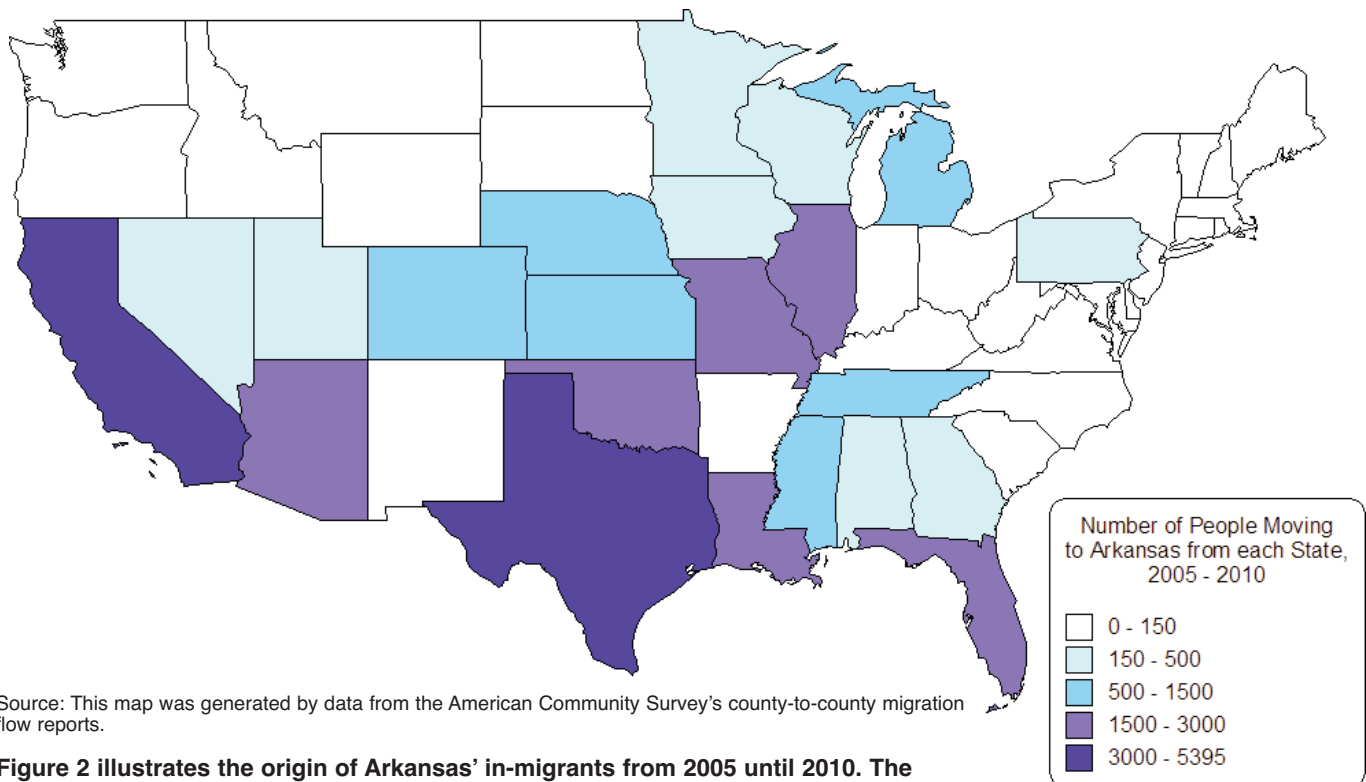 Number of People Moving
to Arkansas from each State,
2005 - 2010
0 - 150
150 - 500
500 - 1500
1500 - 3000
3000 - 5395
Source: This map was generated by data from the American Community Survey's county-to-county migration
flow reports.
Figure 2 illustrates the origin of Arkansas' in-migrants from 2005 until 2010. The